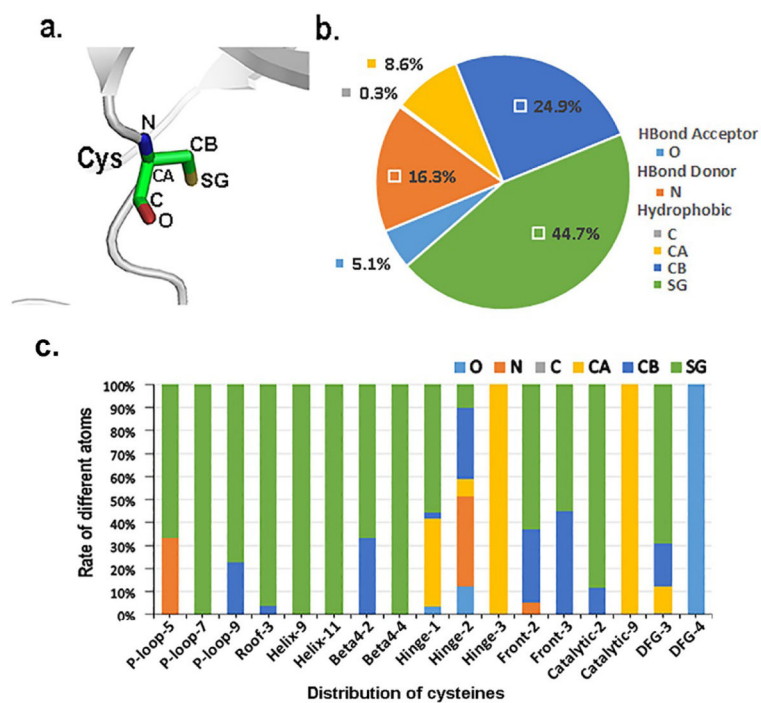 a.
N
CB
Cys
CA
SG
C
O
b.
8.6%
0.3%
24.9%
16.3%
44.7%
5.1%
HBond Acceptor
O
HBond Donor
N
Hydrophobic
C
CA
CB
SG
c.
O N C CA CB SG
100%
90%
80%
70%
60%
50%
40%
30%
20%
10%
0%
Rate of different atoms
P-loop-5
P-loop-7
P-loop-9
Roof-3
Helix-9
Helix-11
Beta4-2
Beta4-4
Hinge-1
Hinge-2
Hinge-3
Front-2
Front-3
Catalytic-2
Catalytic-9
DFG-3
DFG-4
Distribution of cysteines